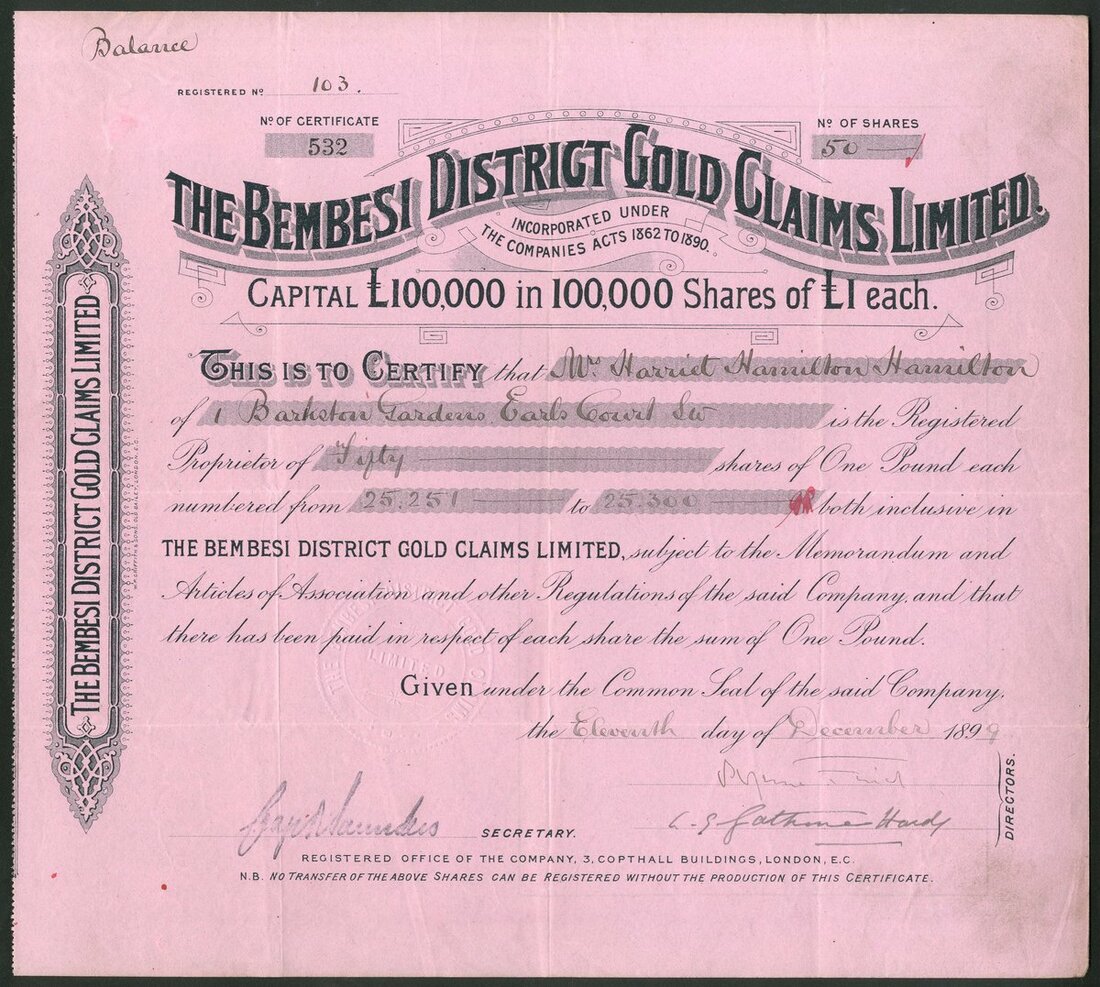 Balance
REGISTERED No 103.
No OF CERTIFICATE
532
No OF SHARES
50
THE BEMBESI DISTRICT GOLD CLAIMS LIMITED.
INCORPORATED UNDER
THE COMPANIES ACTS 1862 TO 1890.
CAPITAL £100,000 in 100,000 Shares of £1 each.
THIS IS TO CERTIFY that Mrs Harriet Hamilton Hamilton
of 1 Barkston Gardens Earls Court SW is the Registered
Proprietor of Fifty shares of One Pound each
numbered from 25.251 to 25.300 both inclusive in
THE BEMBESI DISTRICT GOLD CLAIMS LIMITED, subject to the Memorandum and
Articles of Association and other Regulations of the said Company, and that
there has been paid in respect of each share the sum of One Pound.
Given under the Common Seal of the said Company,
the Eleventh day of December 1899
Saunders SECRETARY.
Gathorne Hardy
DIRECTORS.
REGISTERED OFFICE OF THE COMPANY, 3, COPTHALL BUILDINGS, LONDON, E.C.
N.B. NO TRANSFER OF THE ABOVE SHARES CAN BE REGISTERED WITHOUT THE PRODUCTION OF THIS CERTIFICATE.
THE BEMBESI DISTRICT GOLD CLAIMS LIMITED
LIMITED